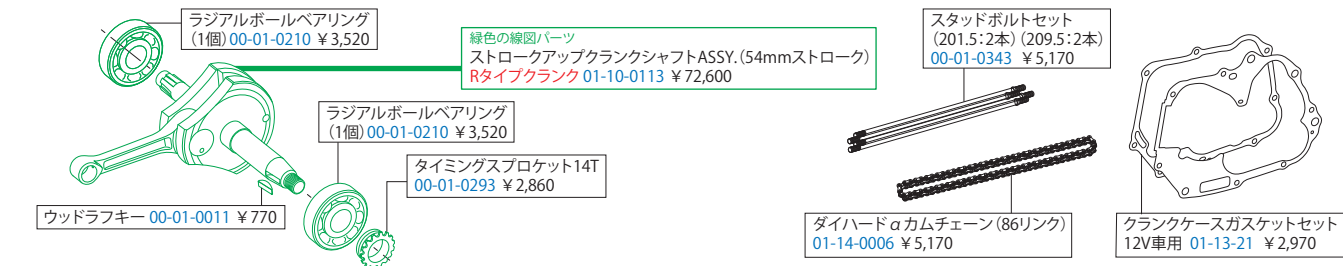 ラジアルボールベアリング
(1個) 00-01-0210 ¥3,520
緑色の線図パーツ
ストロークアップクランクシャフトASSY.(54mmストローク)
Rタイプクランク 01-10-0113 ¥72,600
ラジアルボールベアリング
(1個) 00-01-0210 ¥3,520
タイミングスプロケット14T
00-01-0293 ¥2,860
ウッドラフキー 00-01-0011 ¥770
スタッドボルトセット
(201.5:2本) (209.5:2本)
00-01-0343 ¥5,170
ダイハードαカムチェーン(86リンク)
01-14-0006 ¥5,170
クランクケースガスケットセット
12V車用 01-13-21 ¥2,970